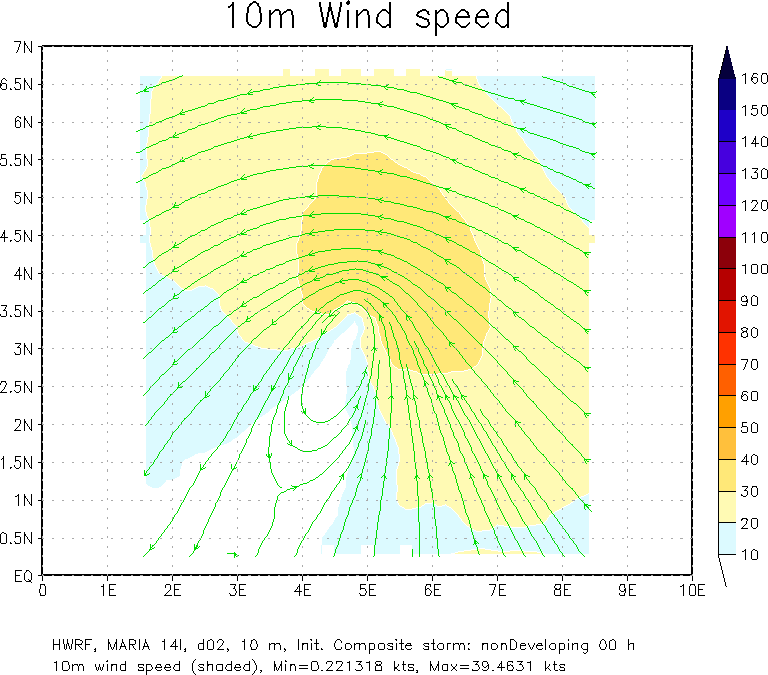 10m Wind speed
7N
6.5N
6N
5.5N
5N
4.5N
4N
3.5N
3N
2.5N
2N
1.5N
1N
0.5N
EQ
0 1E 2E 3E 4E 5E 6E 7E 8E 9E 10E
160
150
140
130
120
110
100
90
80
70
60
50
40
30
20
10
HWRF, MARIA 14l, d02, 10 m, Init. Composite storm: nonDeveloping 00 h
10m wind speed (shaded), Min=0.221318 kts, Max=39.4631 kts